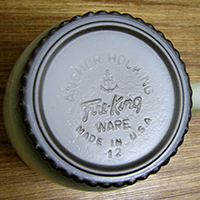 ANCHOR HOCKING
Fire-King
WARE
MADE IN U.S.A
12